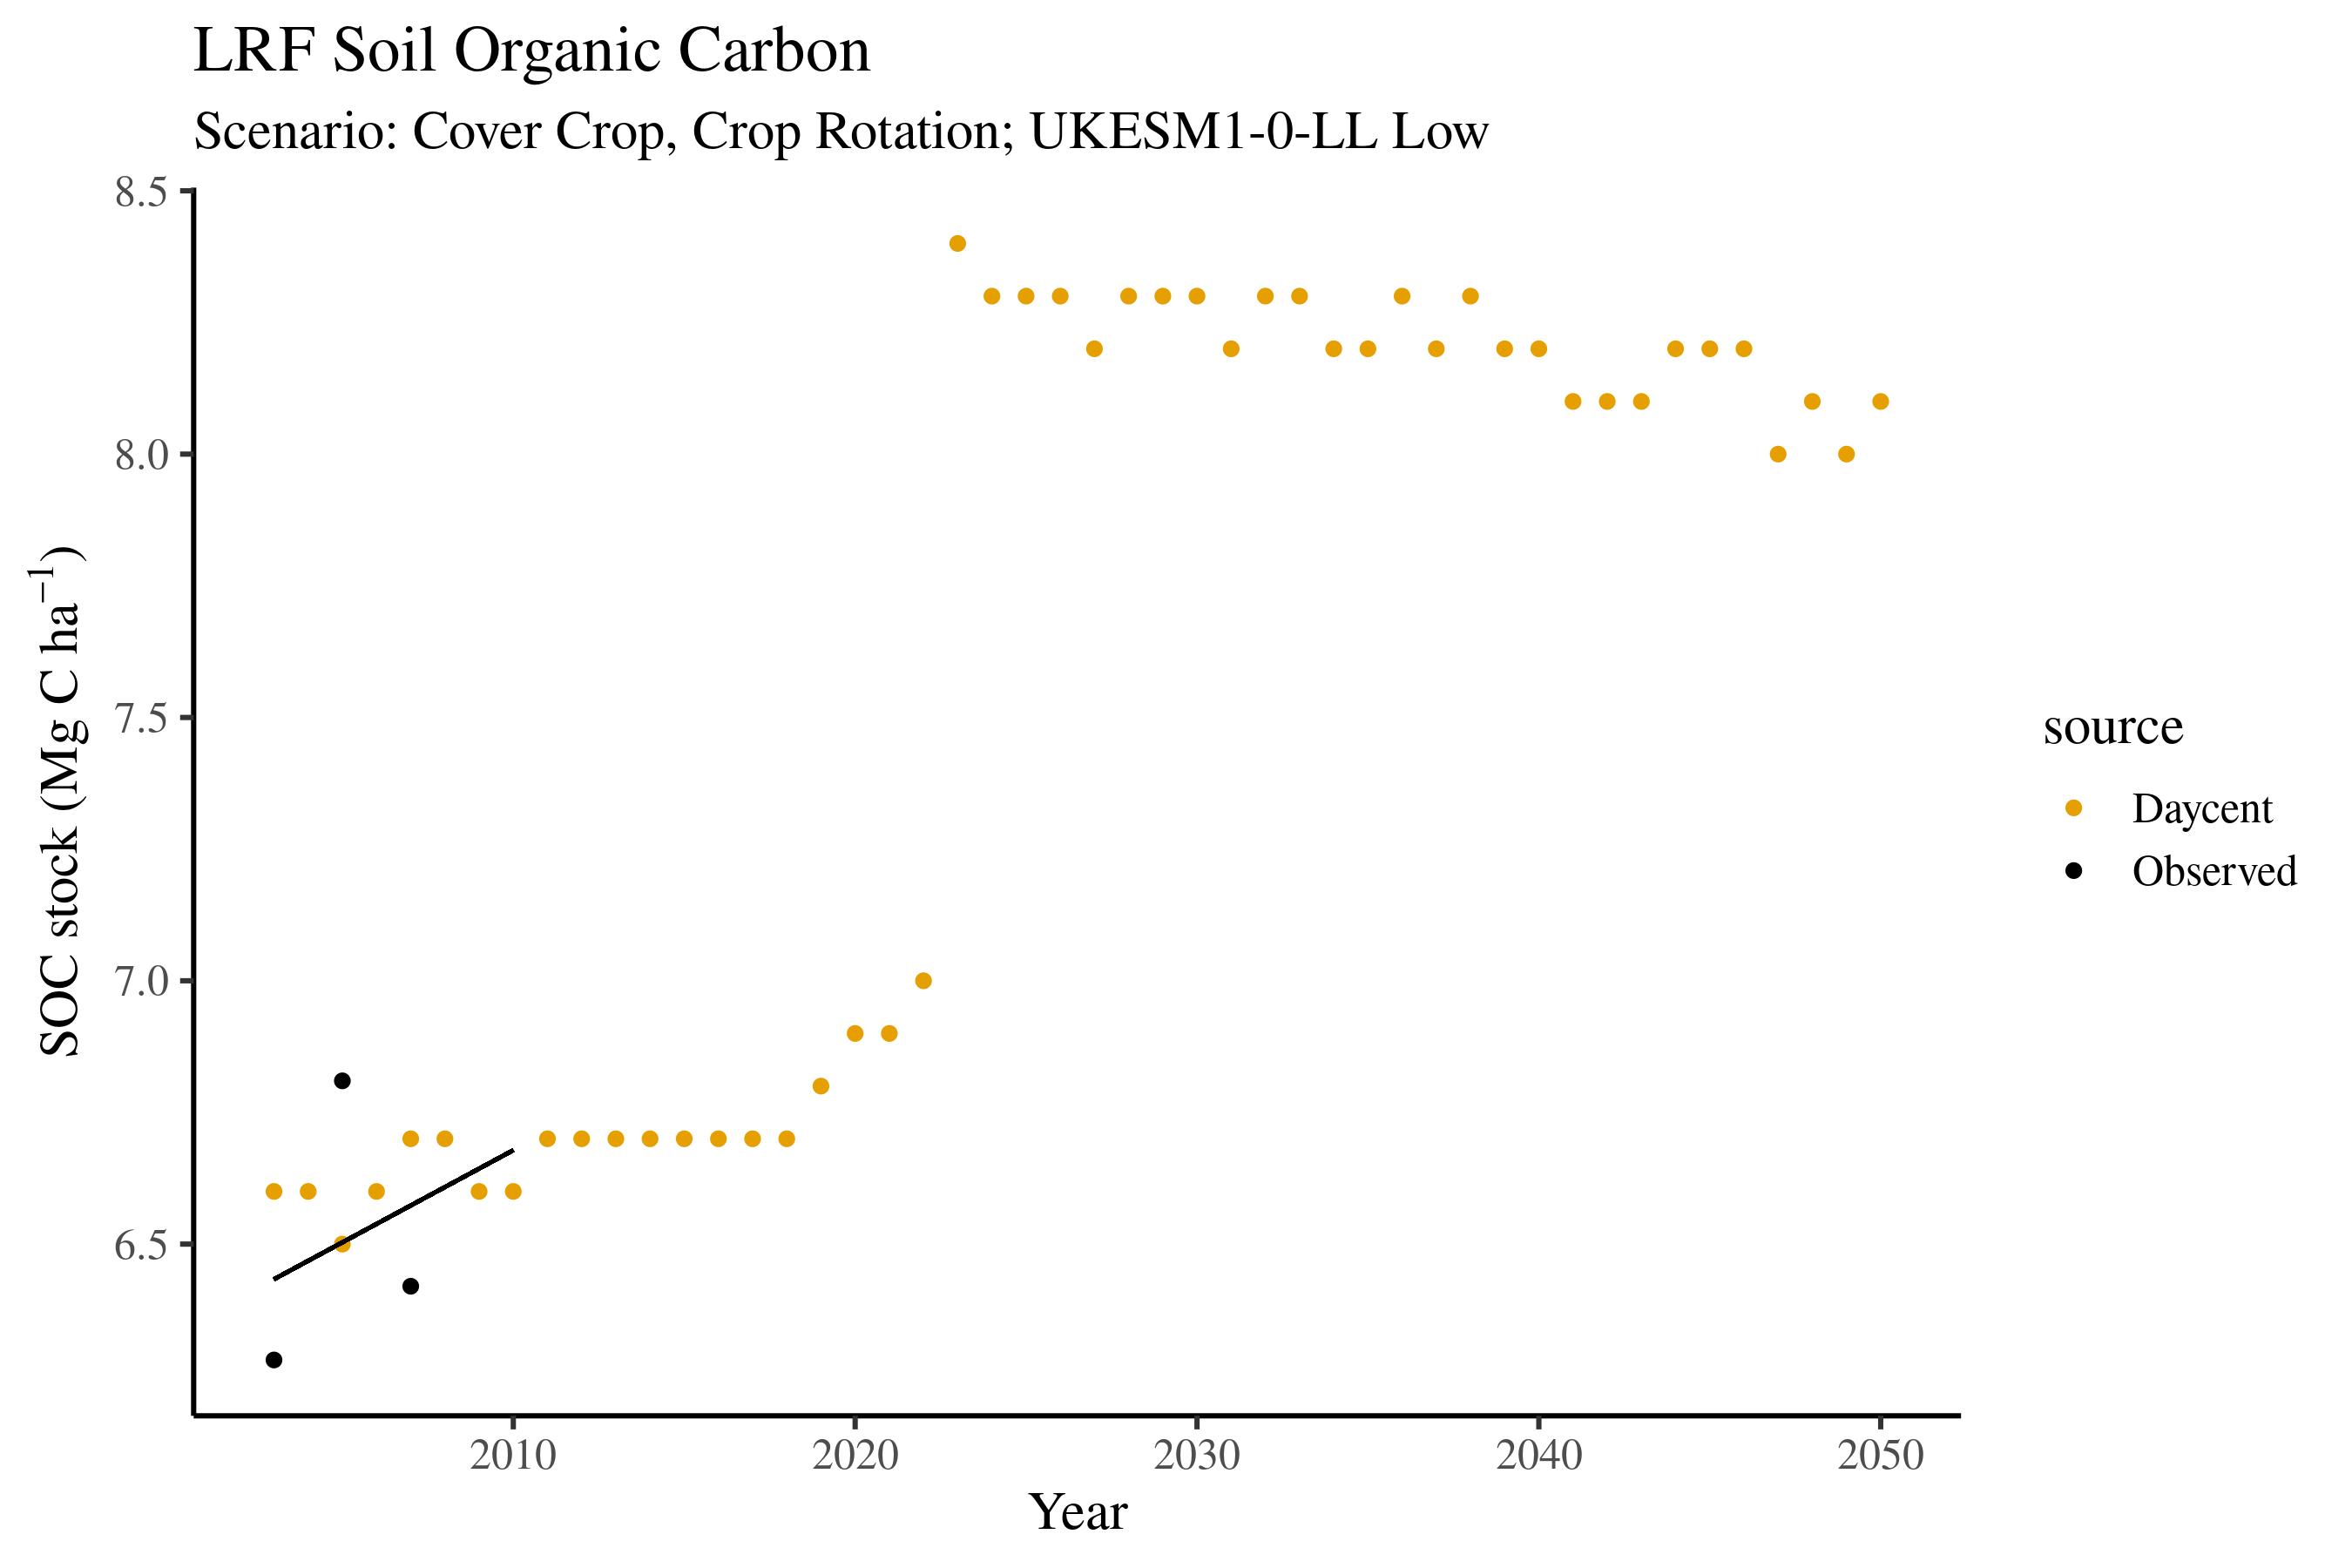 LRF Soil Organic Carbon
Scenario: Cover Crop, Crop Rotation; UKESM1-0-LL Low
8.5
8.0
7.5
7.0
6.5
SOC stock (Mg C ha⁻¹)
2010 2020 2030 2040 2050
Year
source
Daycent
Observed